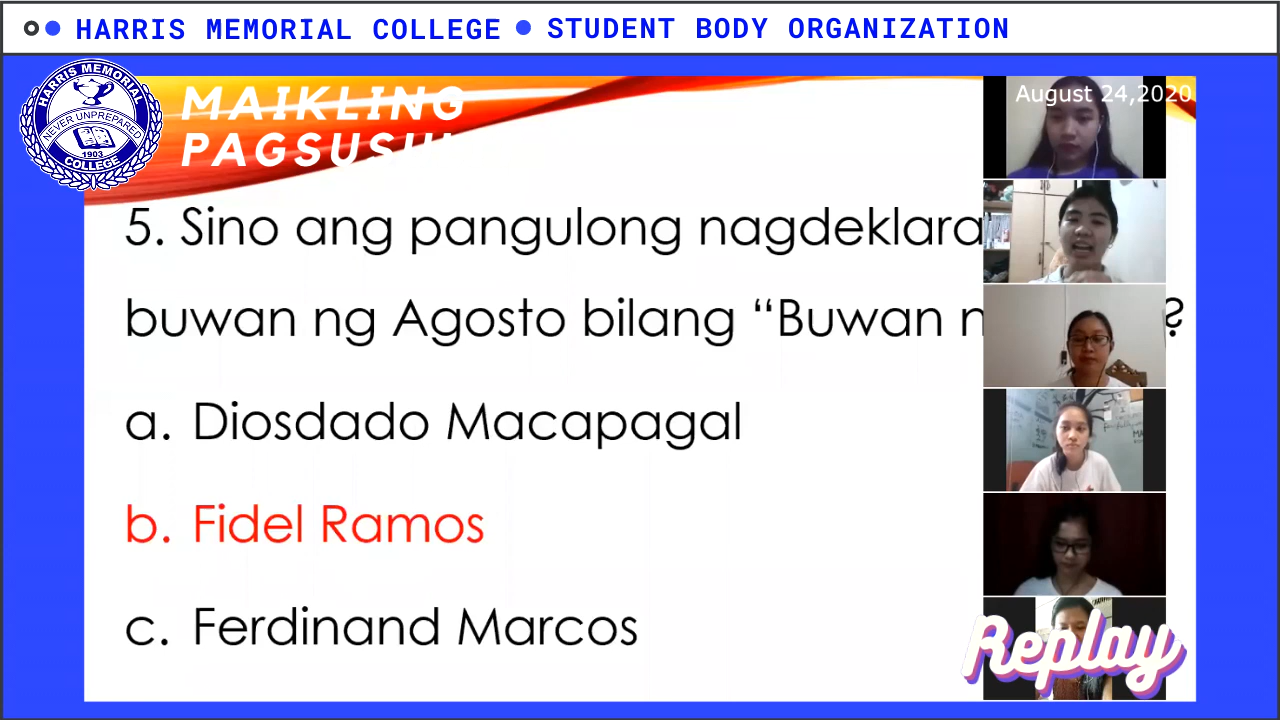 HARRIS MEMORIAL COLLEGE STUDENT BODY ORGANIZATION
HARRIS MEMORIAL
NEVER UNPREPARED
1903
COLLEGE
MAIKLING
August 24,2020
5. Sino ang pangulong nagdeklara
buwan ng Agosto bilang “Buwan ?
a. Diosdado Macapagal
b. Fidel Ramos
c. Ferdinand Marcos
Replay